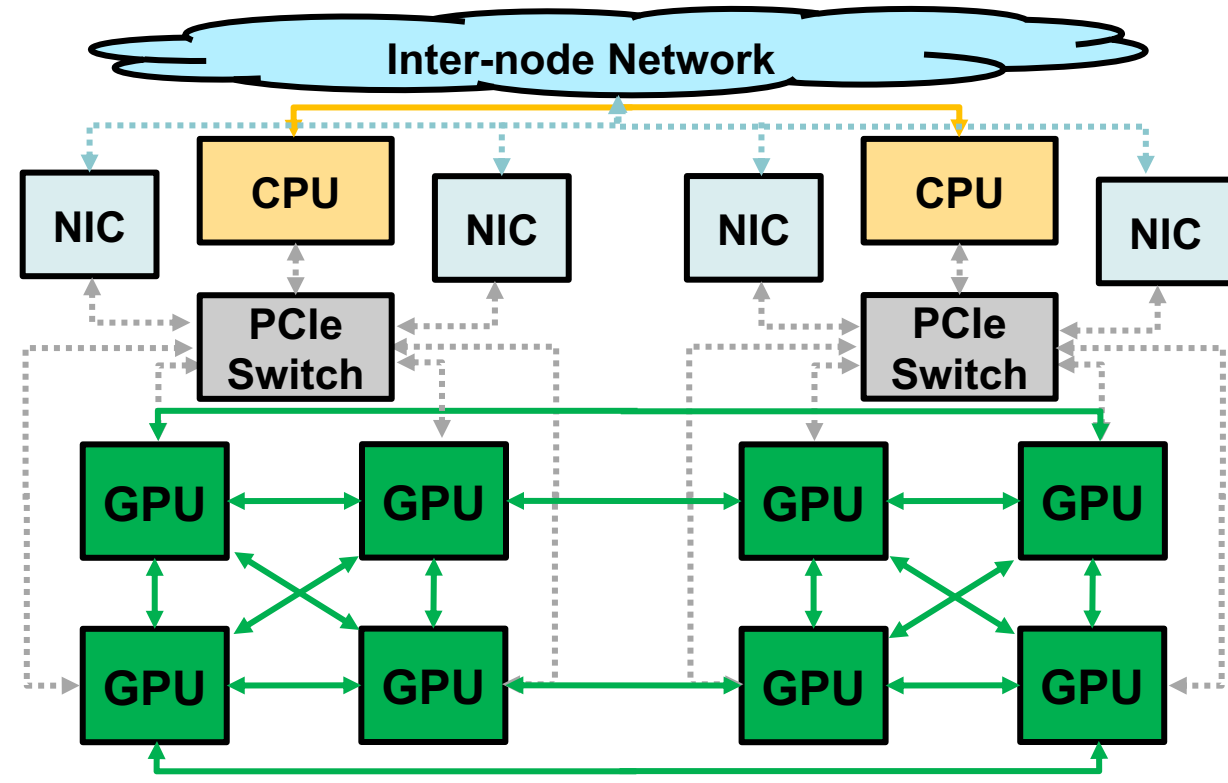 Inter-node Network
NIC
CPU
NIC
NIC
CPU
NIC
PCIe
Switch
PCIe
Switch
GPU
GPU
GPU
GPU
GPU
GPU
GPU
GPU